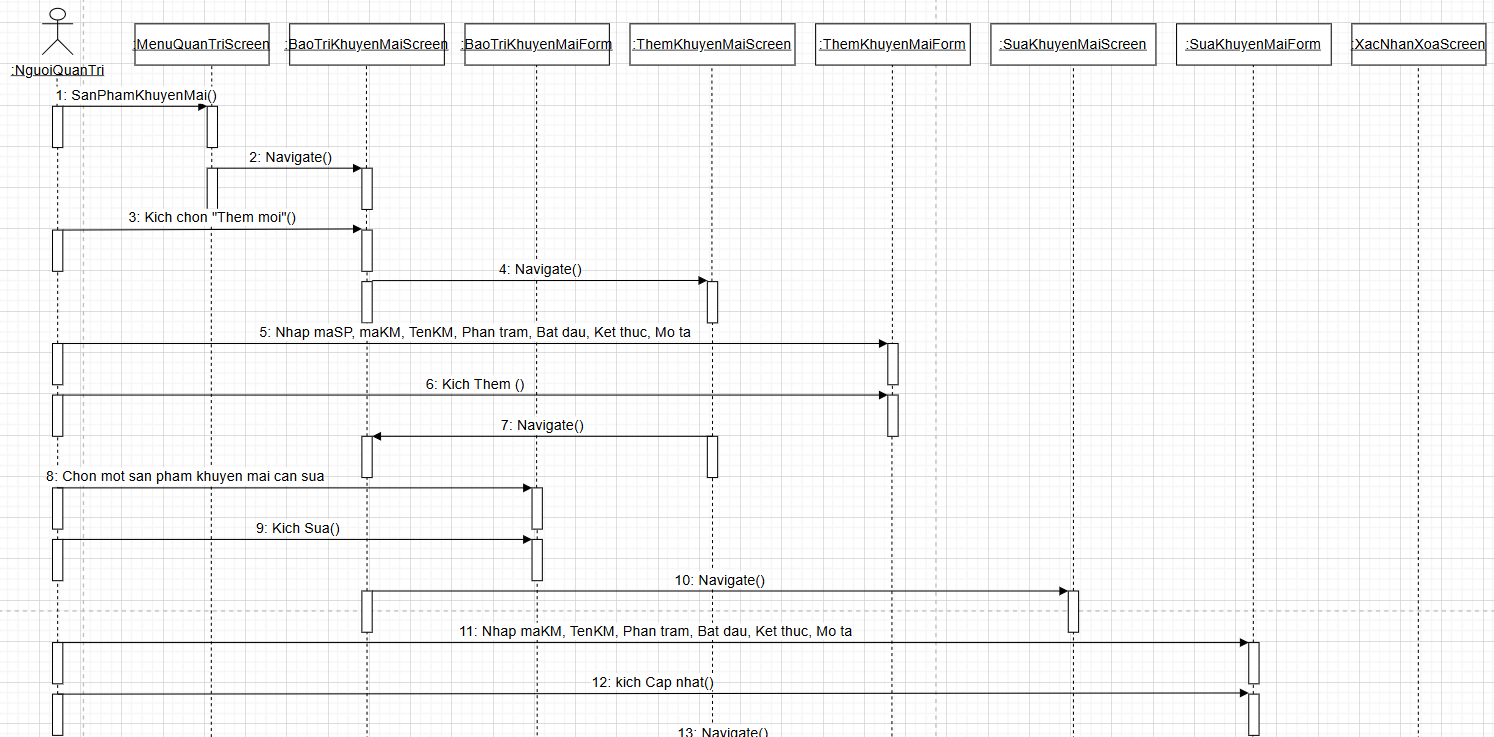 :NguoiQuanTri
:MenuQuanTriScreen
:BaoTriKhuyenMaiScreen
:BaoTriKhuyenMaiForm
:ThemKhuyenMaiScreen
:ThemKhuyenMaiForm
:SuaKhuyenMaiScreen
:SuaKhuyenMaiForm
:XacNhanXoaScreen
1: SanPhamKhuyenMai()
2: Navigate()
3: Kich chon "Them moi"()
4: Navigate()
5: Nhap maSP, maKM, TenKM, Phan tram, Bat dau, Ket thuc, Mo ta
6: Kich Them ()
7: Navigate()
8: Chon mot san pham khuyen mai can sua
9: Kich Sua()
10: Navigate()
11: Nhap maKM, TenKM, Phan tram, Bat dau, Ket thuc, Mo ta
12: kich Cap nhat()
13: Navigate()